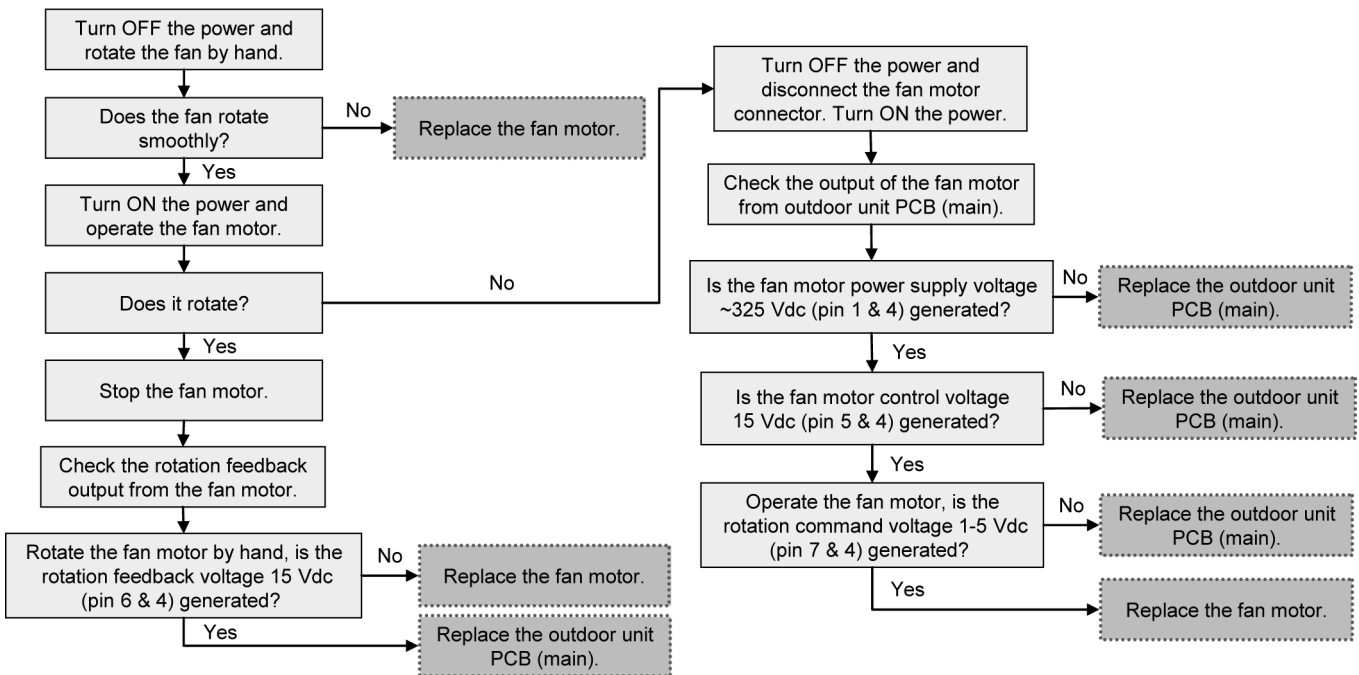 Turn OFF the power and
rotate the fan by hand.
Does the fan rotate
smoothly?
No
Replace the fan motor.
Yes
Turn ON the power and
operate the fan motor.
Does it rotate?
No
Yes
Stop the fan motor.
Check the rotation feedback
output from the fan motor.
Rotate the fan motor by hand, is the
rotation feedback voltage 15 Vdc
(pin 6 & 4) generated?
No
Replace the fan motor.
Yes
Replace the outdoor unit
PCB (main).
Turn OFF the power and
disconnect the fan motor
connector. Turn ON the power.
Check the output of the fan motor
from outdoor unit PCB (main).
Is the fan motor power supply voltage
~325 Vdc (pin 1 & 4) generated?
No
Replace the outdoor unit
PCB (main).
Yes
Is the fan motor control voltage
15 Vdc (pin 5 & 4) generated?
No
Replace the outdoor unit
PCB (main).
Yes
Operate the fan motor, is the
rotation command voltage 1-5 Vdc
(pin 7 & 4) generated?
No
Replace the outdoor unit
PCB (main).
Yes
Replace the fan motor.